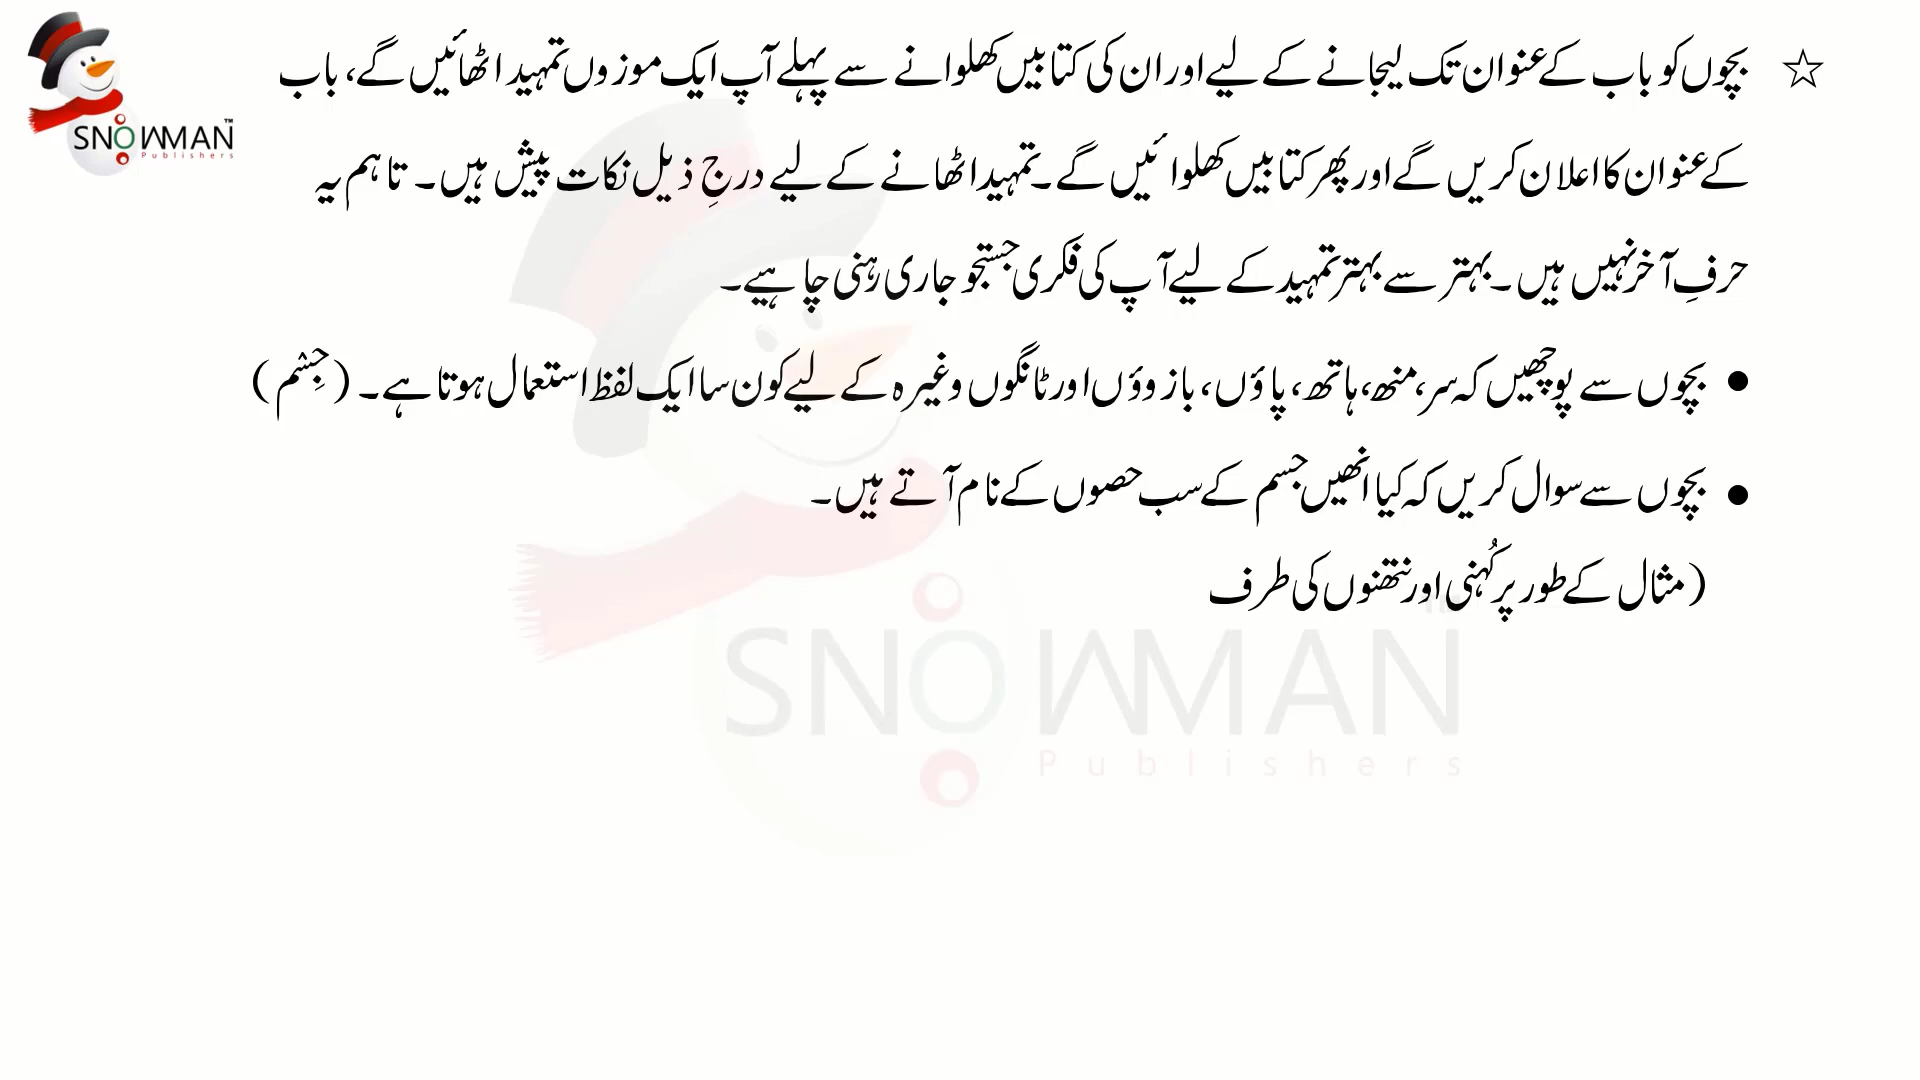 SNOWMAN™
Publishers
☆ بچوں کو باب کے عنوان تک لیجانے کے لیے اور ان کی کتابیں کھلوانے سے پہلے آپ ایک موزوں تمہید اٹھائیں گے، باب
کے عنوان کا اعلان کریں گے اور پھر کتابیں کھلوائیں گے۔ تمہید اٹھانے کے لیے درجِ ذیل نکات پیش ہیں۔ تاہم یہ
حرفِ آخر نہیں ہیں۔ بہتر سے بہتر تمہید کے لیے آپ کی فکری جستجو جاری رہنی چاہیے۔
● بچوں سے پوچھیں کہ سر، منھ، ہاتھ، پاؤں، بازوؤں اور ٹانگوں وغیرہ کے لیے کون سا ایک لفظ استعمال ہوتا ہے۔ (جِسْم)
● بچوں سے سوال کریں کہ کیا انھیں جسم کے سب حصوں کے نام آتے ہیں۔
(مثال کے طور پر کُہنی اور نتھنوں کی طرف
SNOWMAN
Publishers